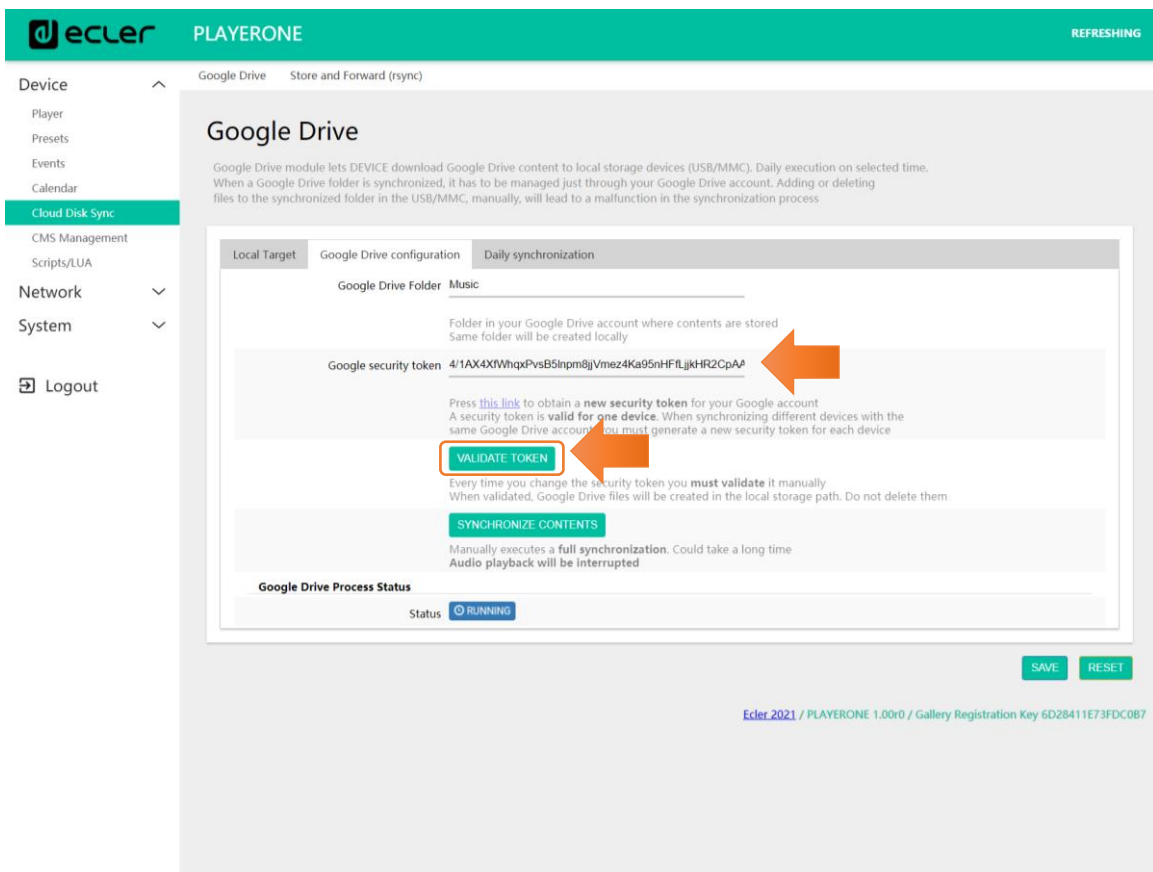 ecler
PLAYERONE
REFRESHING
Device
Player
Presets
Events
Calendar
Cloud Disk Sync
CMS Management
Scripts/LUA
Network
System
Logout
Google Drive
Store and Forward (rsync)
Google Drive
Google Drive module lets DEVICE download Google Drive content to local storage devices (USB/MMC). Daily execution on selected time.
When a Google Drive folder is synchronized, it has to be managed just through your Google Drive account. Adding or deleting
files to the synchronized folder in the USB/MMC, manually, will lead to a malfunction in the synchronization process
Local Target
Google Drive configuration
Daily synchronization
Google Drive Folder Music
Folder in your Google Drive account where contents are stored
Same folder will be created locally
Google security token
Press this link to obtain a new security token for your Google account
A security token is valid for one device. When synchronizing different devices with the
same Google Drive account you must generate a new security token for each device
VALIDATE TOKEN
Every time you change the security token you must validate it manually
When validated, Google Drive files will be created in the local storage path. Do not delete them
SYNCHRONIZE CONTENTS
Manually executes a full synchronization. Could take a long time
Audio playback will be interrupted
Google Drive Process Status
Status RUNNING
SAVE
RESET
Ecler 2021 / PLAYERONE 1.00r0 / Gallery Registration Key 6D28411E73FDC0B7